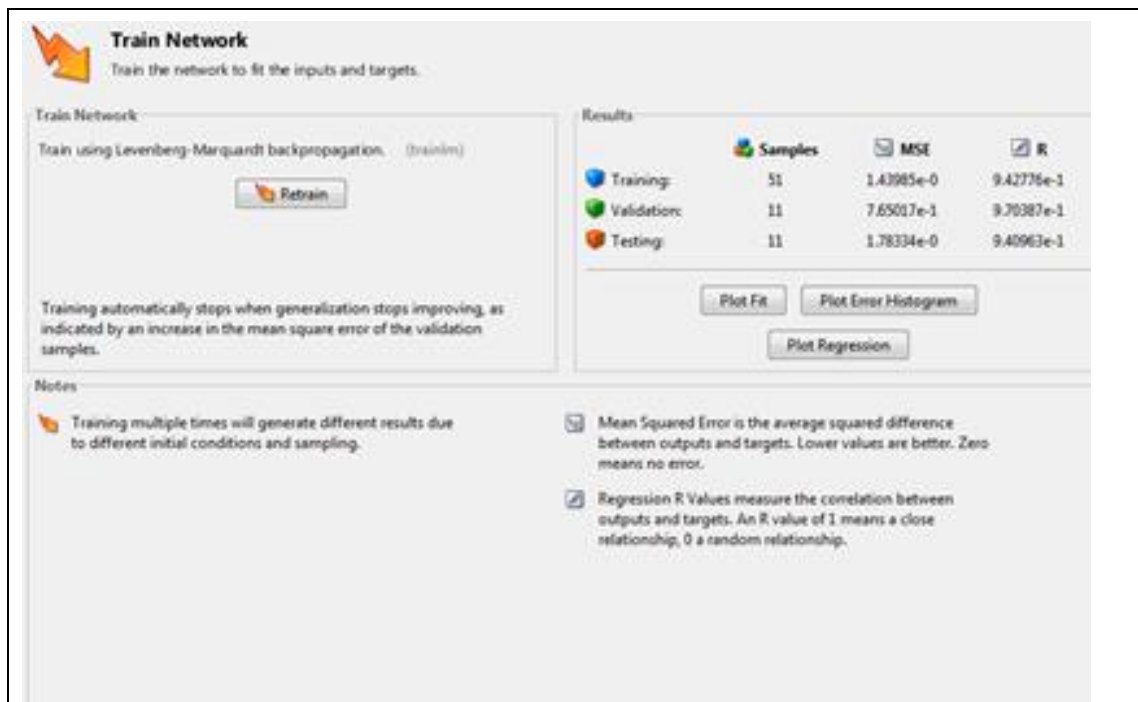 Train Network
Train the network to fit the inputs and targets.
Train Network
Train using Levenberg-Marquardt backpropagation. (trainlm)
Retrain
Training automatically stops when generalization stops improving, as
indicated by an increase in the mean square error of the validation
samples.
Results
Samples MSE R
Training: 51 1.43985e-0 9.42776e-1
Validation: 11 7.65017e-1 9.70387e-1
Testing: 11 1.78334e-0 9.40963e-1
Plot Fit Plot Error Histogram
Plot Regression
Notes
Training multiple times will generate different results due
to different initial conditions and sampling.
Mean Squared Error is the average squared difference
between outputs and targets. Lower values are better. Zero
means no error.
Regression R Values measure the correlation between
outputs and targets. An R value of 1 means a close
relationship, 0 a random relationship.